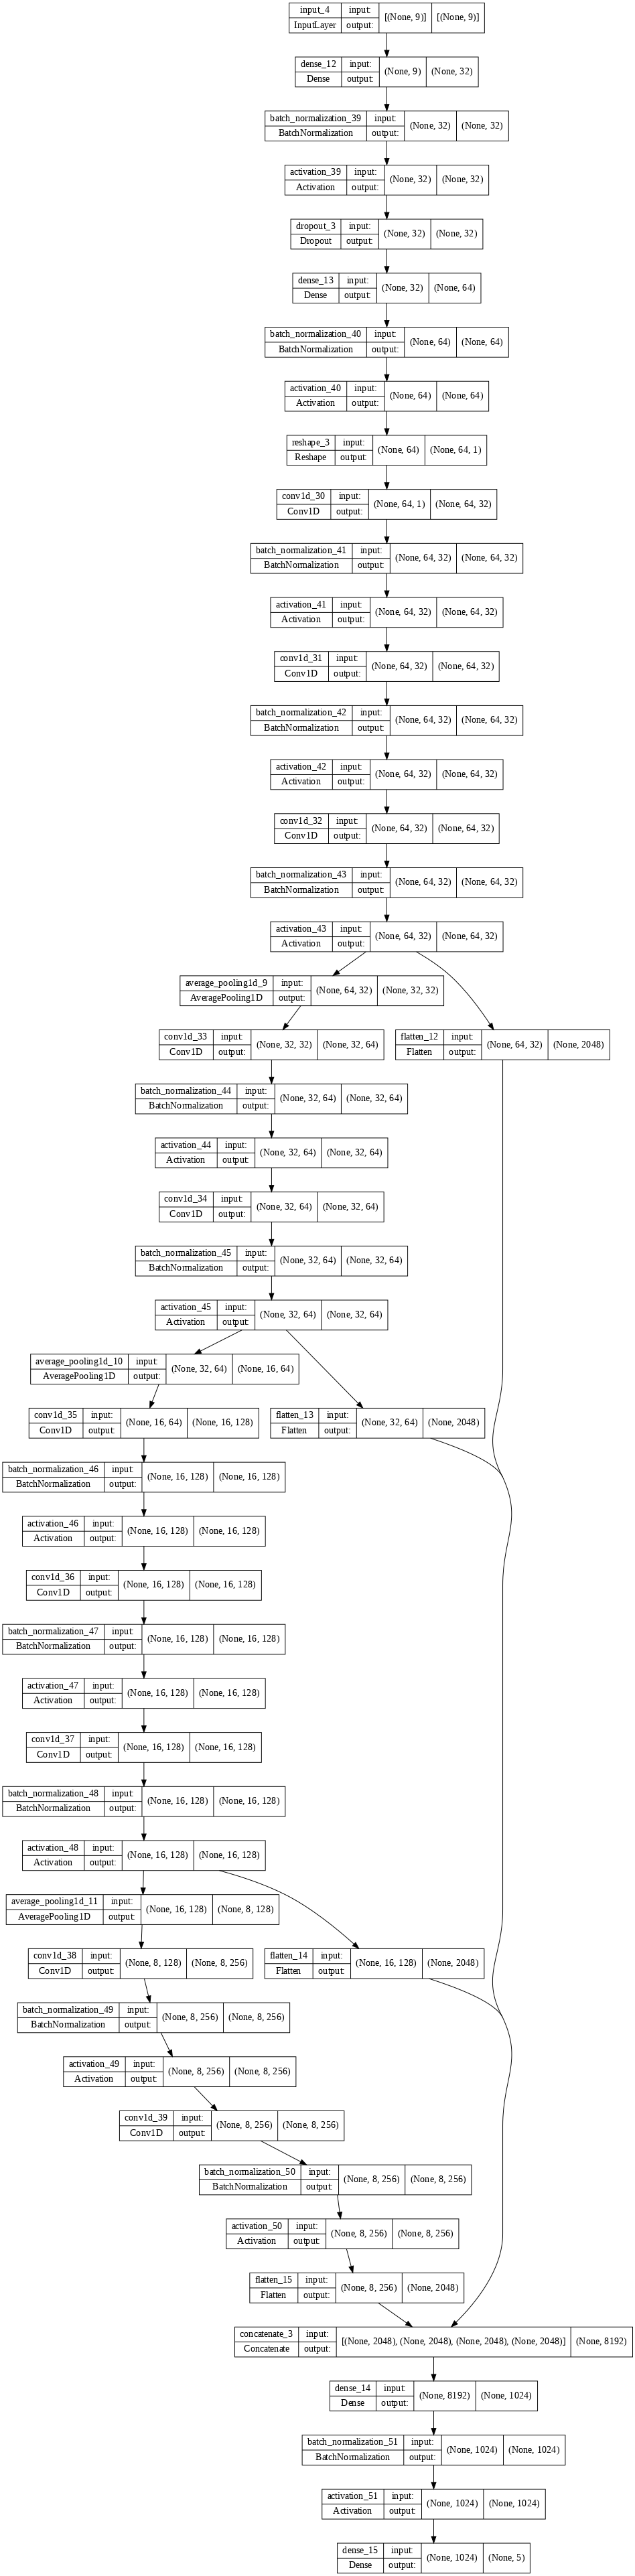 input_4 input: [(None, 9)] [(None, 9)]
InputLayer output:
dense_12 input: (None, 9) (None, 32)
Dense output:
batch_normalization_39 input: (None, 32) (None, 32)
BatchNormalization output:
activation_39 input: (None, 32) (None, 32)
Activation output:
dropout_3 input: (None, 32) (None, 32)
Dropout output:
dense_13 input: (None, 32) (None, 64)
Dense output:
batch_normalization_40 input: (None, 64) (None, 64)
BatchNormalization output:
activation_40 input: (None, 64) (None, 64)
Activation output:
reshape_3 input: (None, 64) (None, 64, 1)
Reshape output:
conv1d_30 input: (None, 64, 1) (None, 64, 32)
Conv1D output:
batch_normalization_41 input: (None, 64, 32) (None, 64, 32)
BatchNormalization output:
activation_41 input: (None, 64, 32) (None, 64, 32)
Activation output:
conv1d_31 input: (None, 64, 32) (None, 64, 32)
Conv1D output:
batch_normalization_42 input: (None, 64, 32) (None, 64, 32)
BatchNormalization output:
activation_42 input: (None, 64, 32) (None, 64, 32)
Activation output:
conv1d_32 input: (None, 64, 32) (None, 64, 32)
Conv1D output:
batch_normalization_43 input: (None, 64, 32) (None, 64, 32)
BatchNormalization output:
activation_43 input: (None, 64, 32) (None, 64, 32)
Activation output:
average_pooling1d_9 input: (None, 64, 32) (None, 32, 32)
AveragePooling1D output:
conv1d_33 input: (None, 32, 32) (None, 32, 64)
Conv1D output:
flatten_12 input: (None, 64, 32) (None, 2048)
Flatten output:
batch_normalization_44 input: (None, 32, 64) (None, 32, 64)
BatchNormalization output:
activation_44 input: (None, 32, 64) (None, 32, 64)
Activation output:
conv1d_34 input: (None, 32, 64) (None, 32, 64)
Conv1D output:
batch_normalization_45 input: (None, 32, 64) (None, 32, 64)
BatchNormalization output:
activation_45 input: (None, 32, 64) (None, 32, 64)
Activation output:
average_pooling1d_10 input: (None, 32, 64) (None, 16, 64)
AveragePooling1D output:
conv1d_35 input: (None, 16, 64) (None, 16, 128)
Conv1D output:
flatten_13 input: (None, 32, 64) (None, 2048)
Flatten output:
batch_normalization_46 input: (None, 16, 128) (None, 16, 128)
BatchNormalization output:
activation_46 input: (None, 16, 128) (None, 16, 128)
Activation output:
conv1d_36 input: (None, 16, 128) (None, 16, 128)
Conv1D output:
batch_normalization_47 input: (None, 16, 128) (None, 16, 128)
BatchNormalization output:
activation_47 input: (None, 16, 128) (None, 16, 128)
Activation output:
conv1d_37 input: (None, 16, 128) (None, 16, 128)
Conv1D output:
batch_normalization_48 input: (None, 16, 128) (None, 16, 128)
BatchNormalization output:
activation_48 input: (None, 16, 128) (None, 16, 128)
Activation output:
average_pooling1d_11 input: (None, 16, 128) (None, 8, 128)
AveragePooling1D output:
conv1d_38 input: (None, 8, 128) (None, 8, 256)
Conv1D output:
flatten_14 input: (None, 16, 128) (None, 2048)
Flatten output:
batch_normalization_49 input: (None, 8, 256) (None, 8, 256)
BatchNormalization output:
activation_49 input: (None, 8, 256) (None, 8, 256)
Activation output:
conv1d_39 input: (None, 8, 256) (None, 8, 256)
Conv1D output:
batch_normalization_50 input: (None, 8, 256) (None, 8, 256)
BatchNormalization output:
activation_50 input: (None, 8, 256) (None, 8, 256)
Activation output:
flatten_15 input: (None, 8, 256) (None, 2048)
Flatten output:
concatenate_3 input: [(None, 2048), (None, 2048), (None, 2048), (None, 2048)] (None, 8192)
Concatenate output:
dense_14 input: (None, 8192) (None, 1024)
Dense output:
batch_normalization_51 input: (None, 1024) (None, 1024)
BatchNormalization output:
activation_51 input: (None, 1024) (None, 1024)
Activation output:
dense_15 input: (None, 1024) (None, 5)
Dense output: